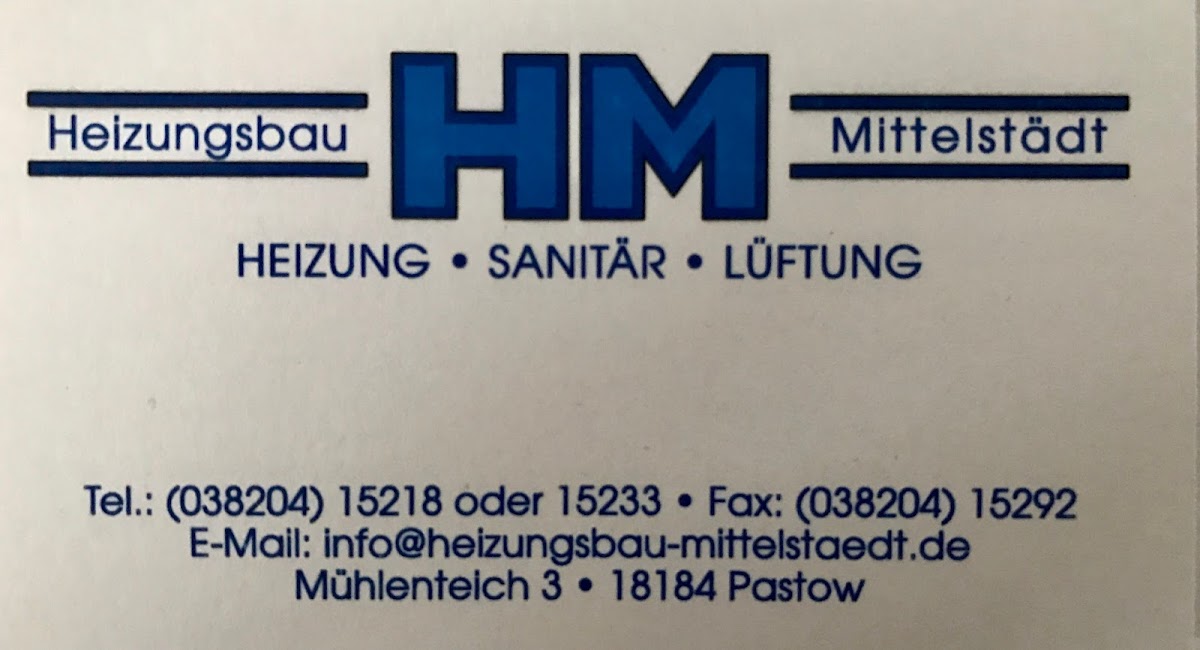 Heizungsbau HM Mittelstädt
HEIZUNG • SANITÄR • LÜFTUNG
Tel.: (038204) 15218 oder 15233 • Fax: (038204) 15292
E-Mail: info@heizungsbau-mittelstaedt.de
Mühlenteich 3 • 18184 Pastow